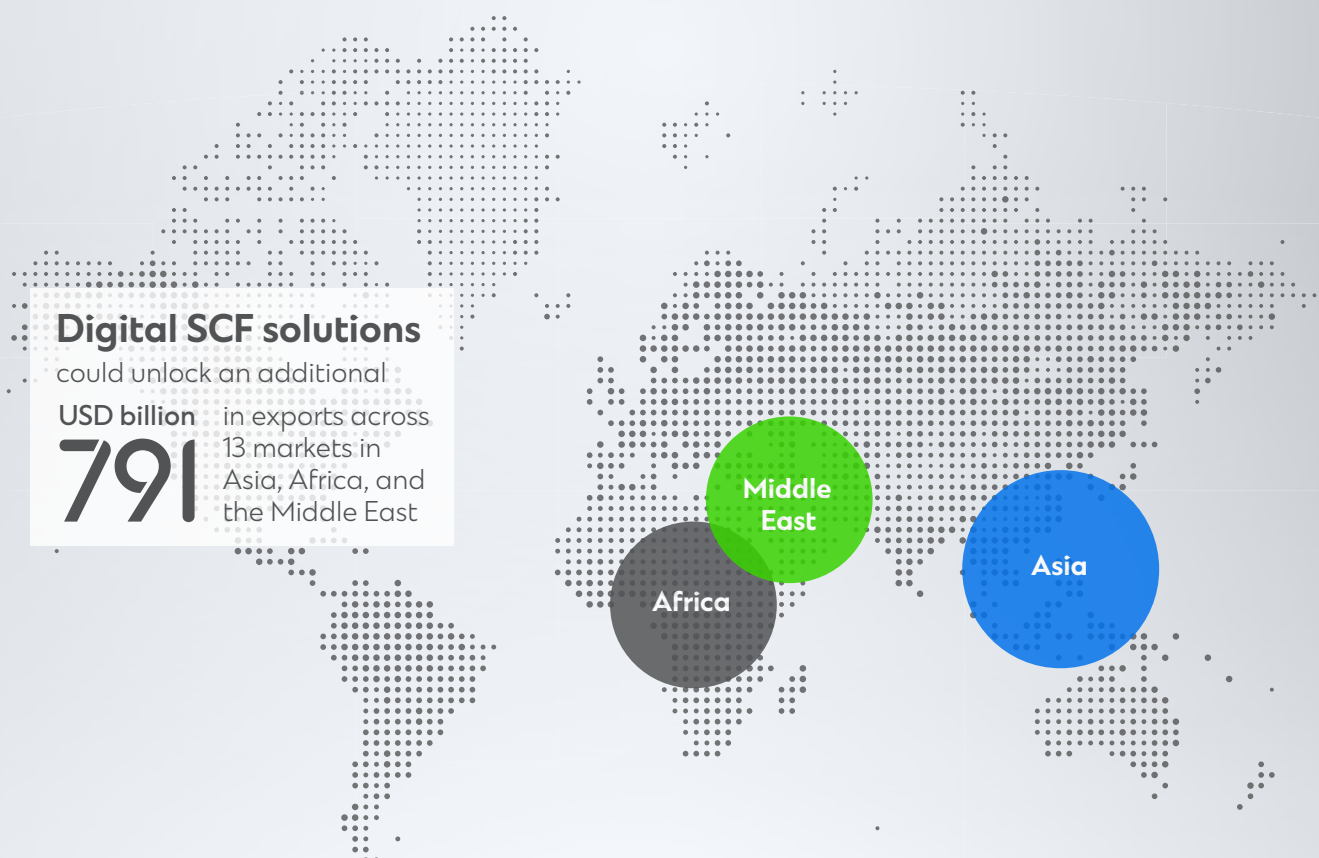 Digital SCF solutions
could unlock an additional
USD billion
791
in exports across
13 markets in
Asia, Africa, and
the Middle East
Middle
East
Asia
Africa